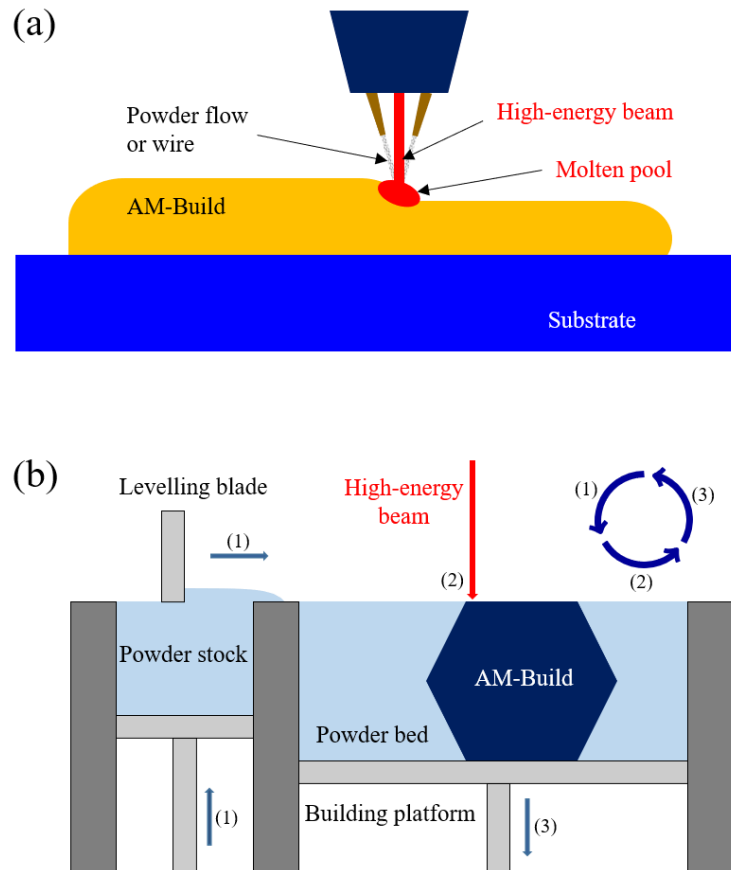 (a)
Powder flow
or wire
High-energy beam
Molten pool
AM-Build
Substrate
(b)
Levelling blade
(1)
High-energy
beam
(2)
(1)
(3)
(2)
Powder stock
AM-Build
Powder bed
(1)
Building platform
(3)